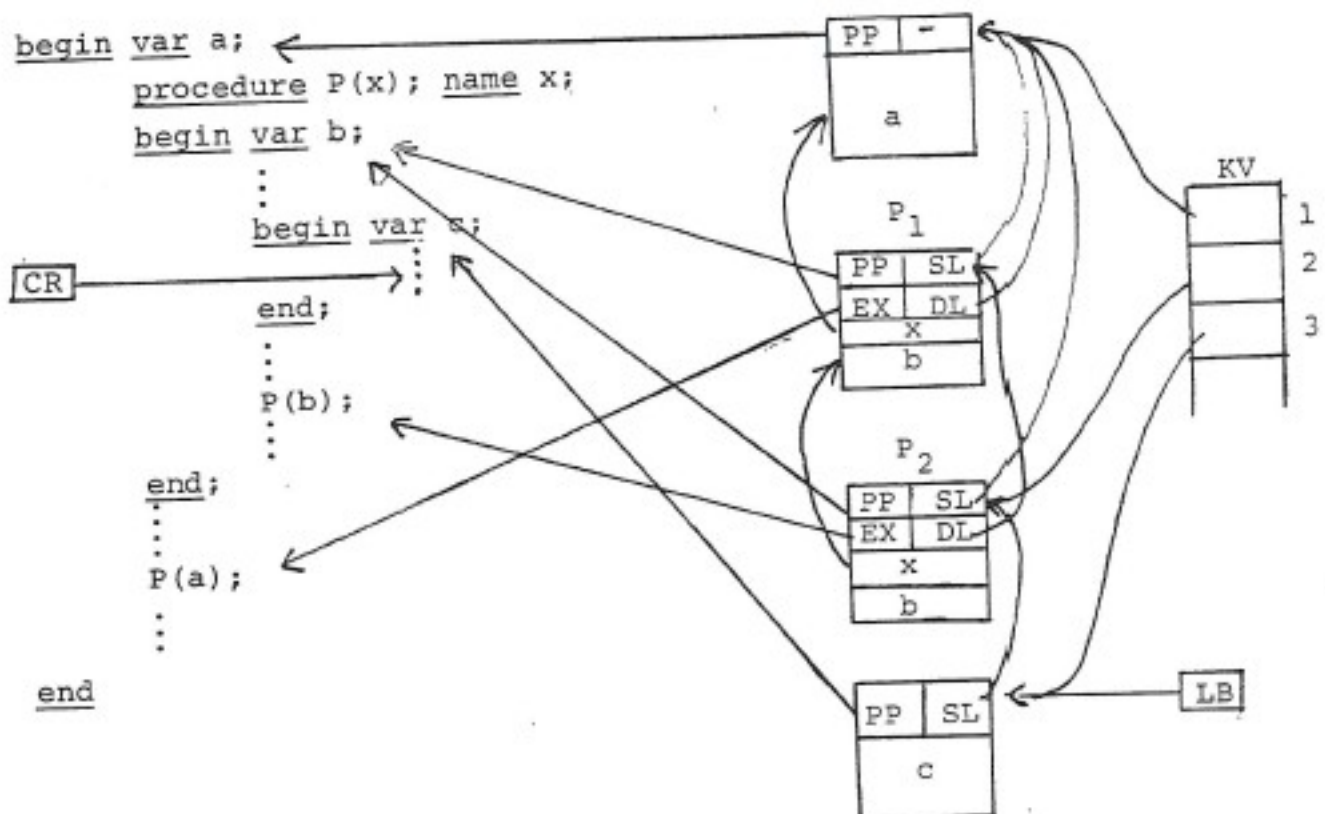 begin var a;
procedure P(x); name x;
begin var b;
begin var c;
CR
end;
P(b);
end;
P(a);
end
PP -
a
P1
PP SL
EX DL
x
b
P2
PP SL
EX DL
x
b
PP SL
c
KV
1
2
3
LB